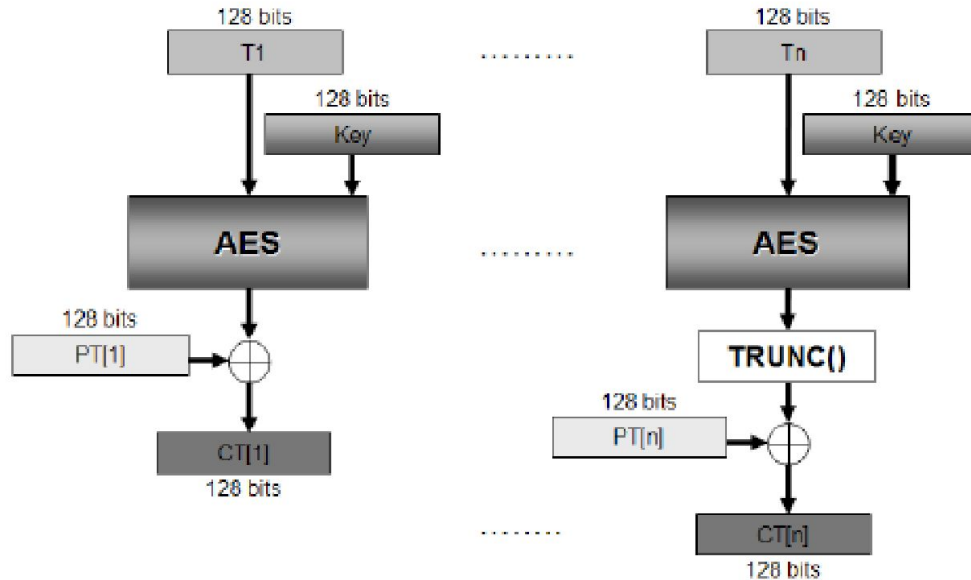 128 bits
T1
128 bits
Key
AES
128 bits
PT[1]
CT[1]
128 bits
.........
.........
........
128 bits
Tn
128 bits
Key
AES
TRUNC()
128 bits
PT[n]
CT[n]
128 bits